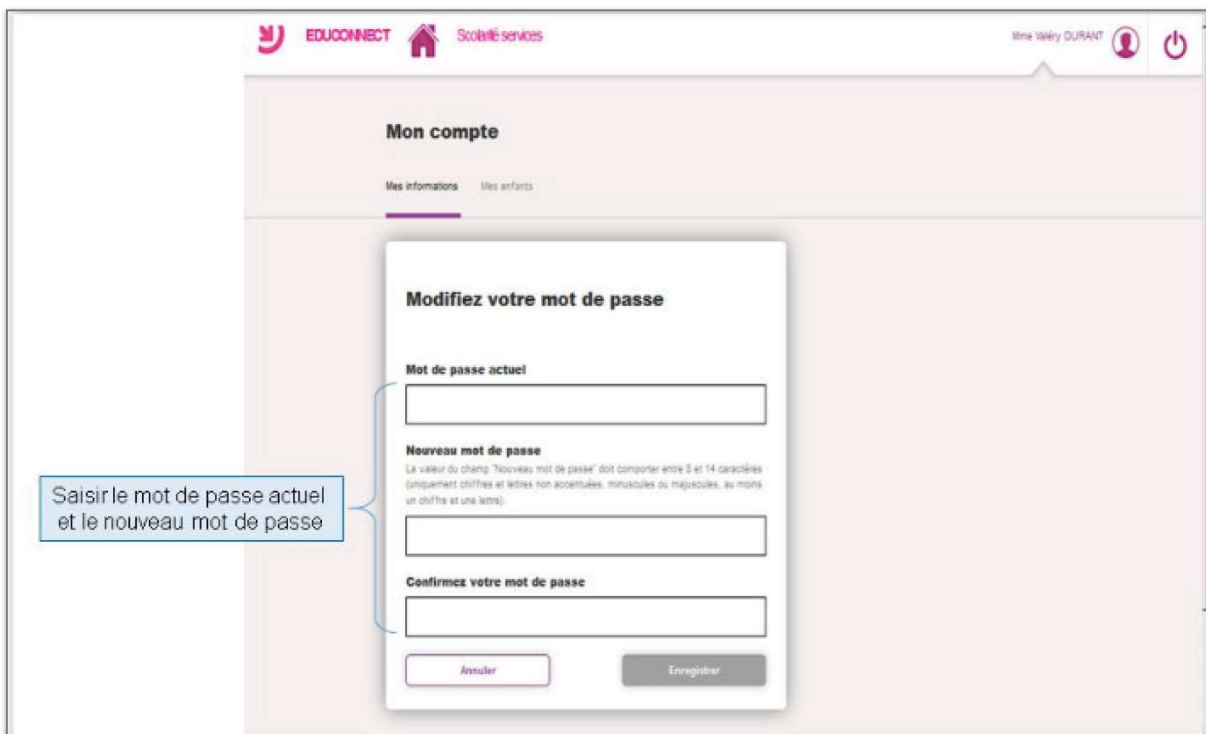 EDUCONNECT
Scolarité services
Mme Valéry DURANT
Mon compte
Mes informations
Mes enfants
Modifiez votre mot de passe
Mot de passe actuel
Nouveau mot de passe
La valeur du champ "Nouveau mot de passe" doit comporter entre 8 et 14 caractères
(uniquement chiffres et lettres non accentuées, minuscules ou majuscules, au moins
un chiffre et une lettre).
Saisir le mot de passe actuel
et le nouveau mot de passe
Confirmez votre mot de passe
Annuler
Enregistrer